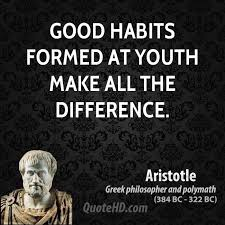 GOOD HABITS
FORMED AT YOUTH
MAKE ALL THE
DIFFERENCE.
Aristotle
Greek philosopher and polymath
(384 BC - 322 BC)
QuoteHD.com